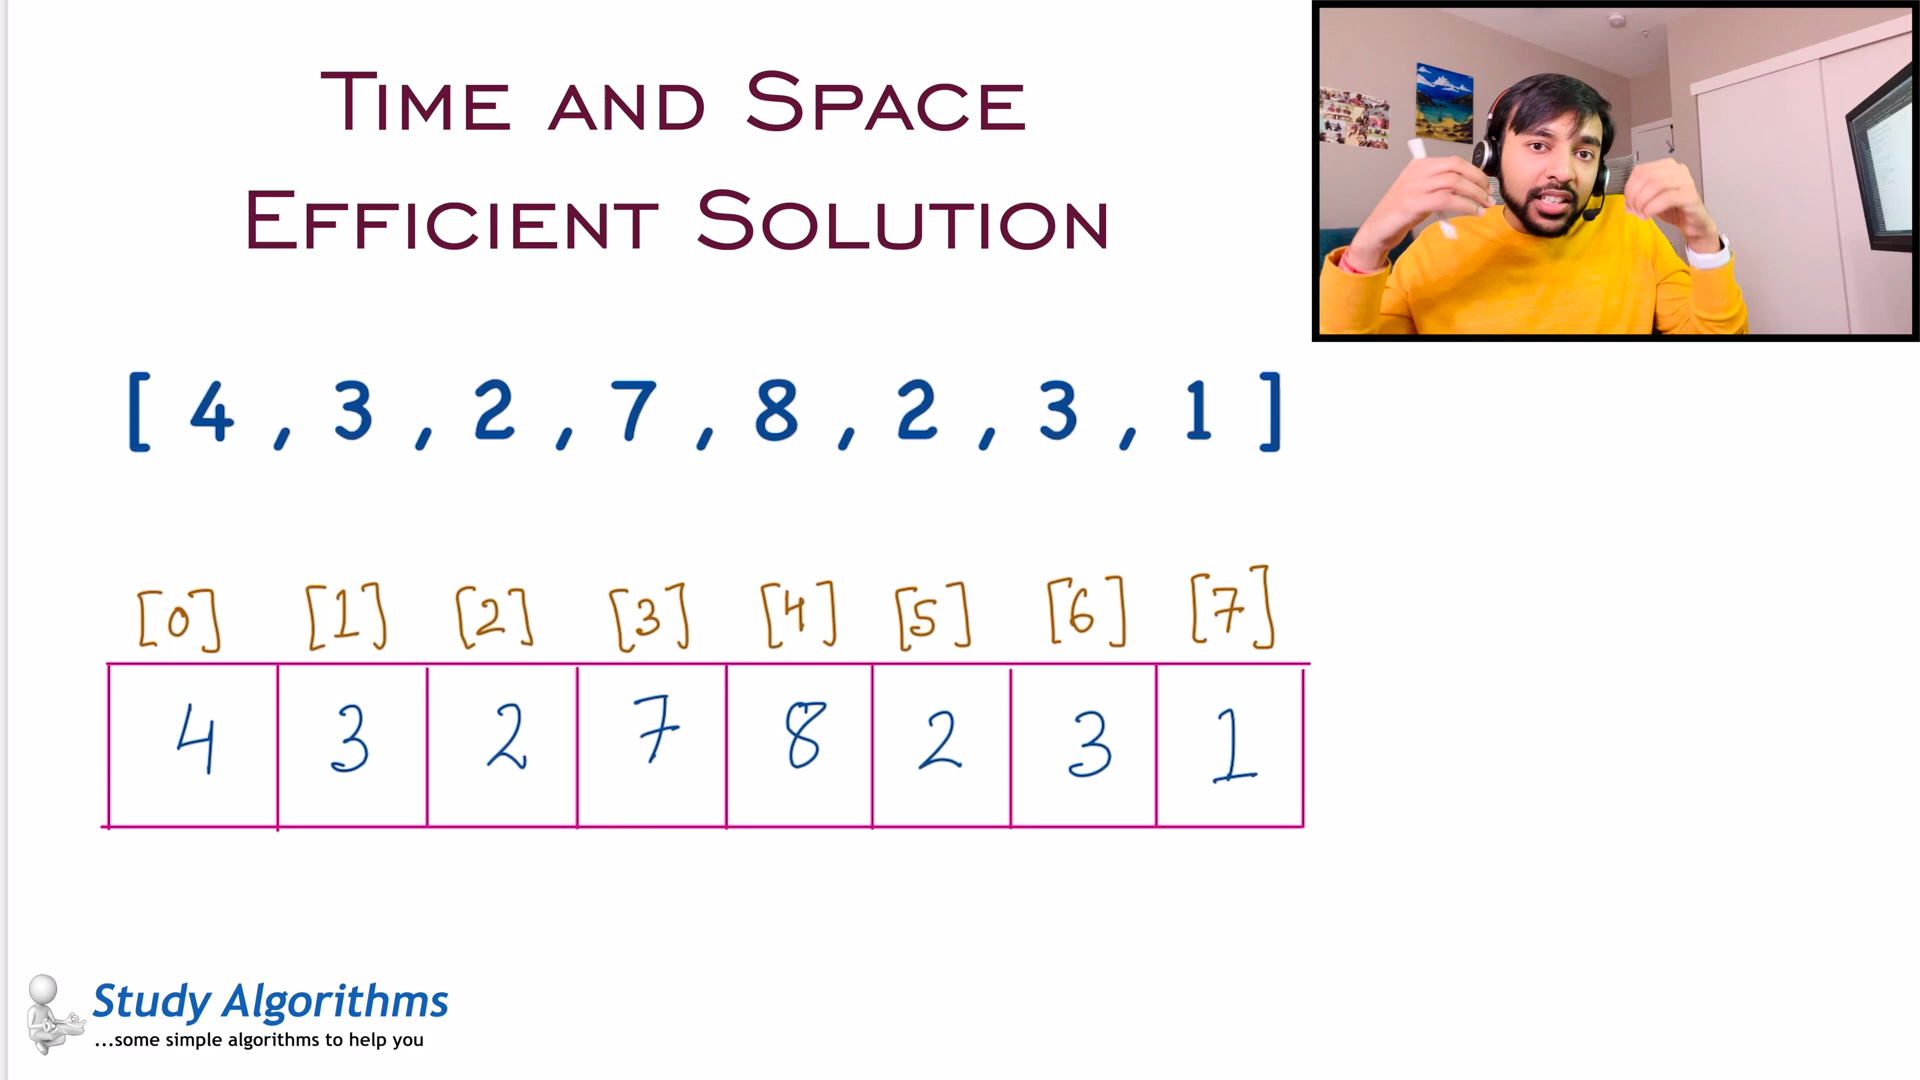 TIME AND SPACE
EFFICIENT SOLUTION
[ 4 , 3 , 2 , 7 , 8 , 2 , 3 , 1 ]
[0] [1] [2] [3] [4] [5] [6] [7]
4 3 2 7 8 2 3 1
Study Algorithms
...some simple algorithms to help you